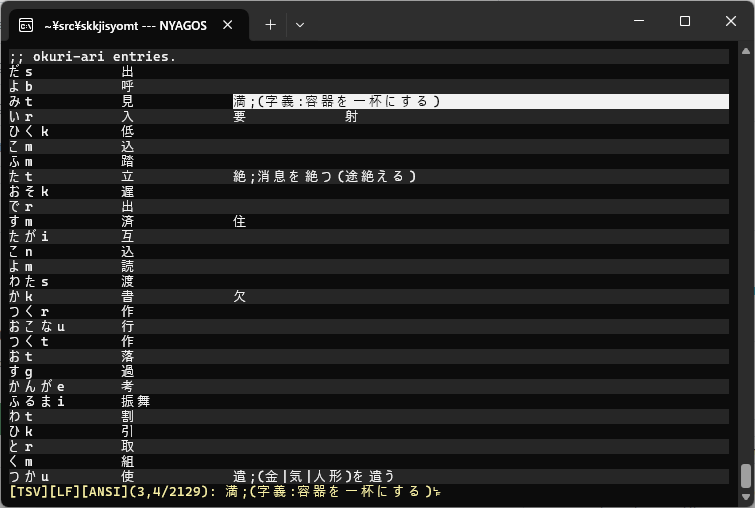 ~¥src¥skkjisyomt --- NYAGOS
;; okuri-ari entries.
だs 出
よb 呼
みt 見 満;(字義:容器を一杯にする)
いr 入 要 射
ひくk 低
こm 込
ふm 踏
たt 立 絶;消息を絶つ(途絶える)
おそk 遅
でr 出
すm 済 住
たがi 互
こn 込
よm 読
わたs 渡
かk 書 欠
つくr 作
おこなu 行
つくt 作
おt 落
すg 過
かんがe 考
ふるまi 振舞
わt 割
ひk 引
とr 取
くm 組
つかu 使 遣;(金|気|人形)を遣う
[TSV][LF][ANSI](3,4/2129): 満;(字義:容器を一杯にする)